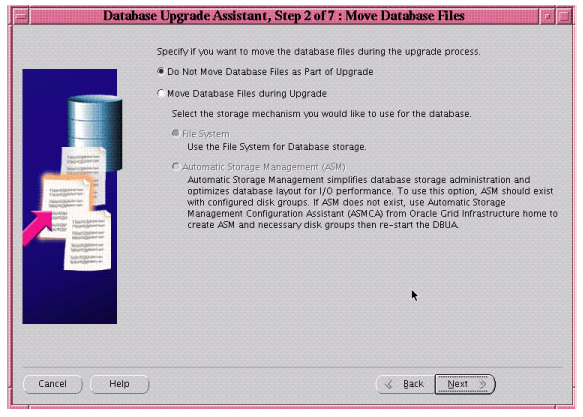 Database Upgrade Assistant, Step 2 of 7 : Move Database Files
Specify if you want to move the database files during the upgrade process.
Do Not Move Database Files as Part of Upgrade
Move Database Files during Upgrade
Select the storage mechanism you would like to use for the database.
File System
Use the File System for Database storage.
Automatic Storage Management (ASM)
Automatic Storage Management simplifies database storage administration and
optimizes database layout for I/O performance. To use this option, ASM should exist
with configured disk groups. If ASM does not exist, use Automatic Storage
Management Configuration Assistant (ASMCA) from Oracle Grid Infrastructure home to
create ASM and necessary disk groups then re-start the DBUA.
Cancel
Help
Back
Next